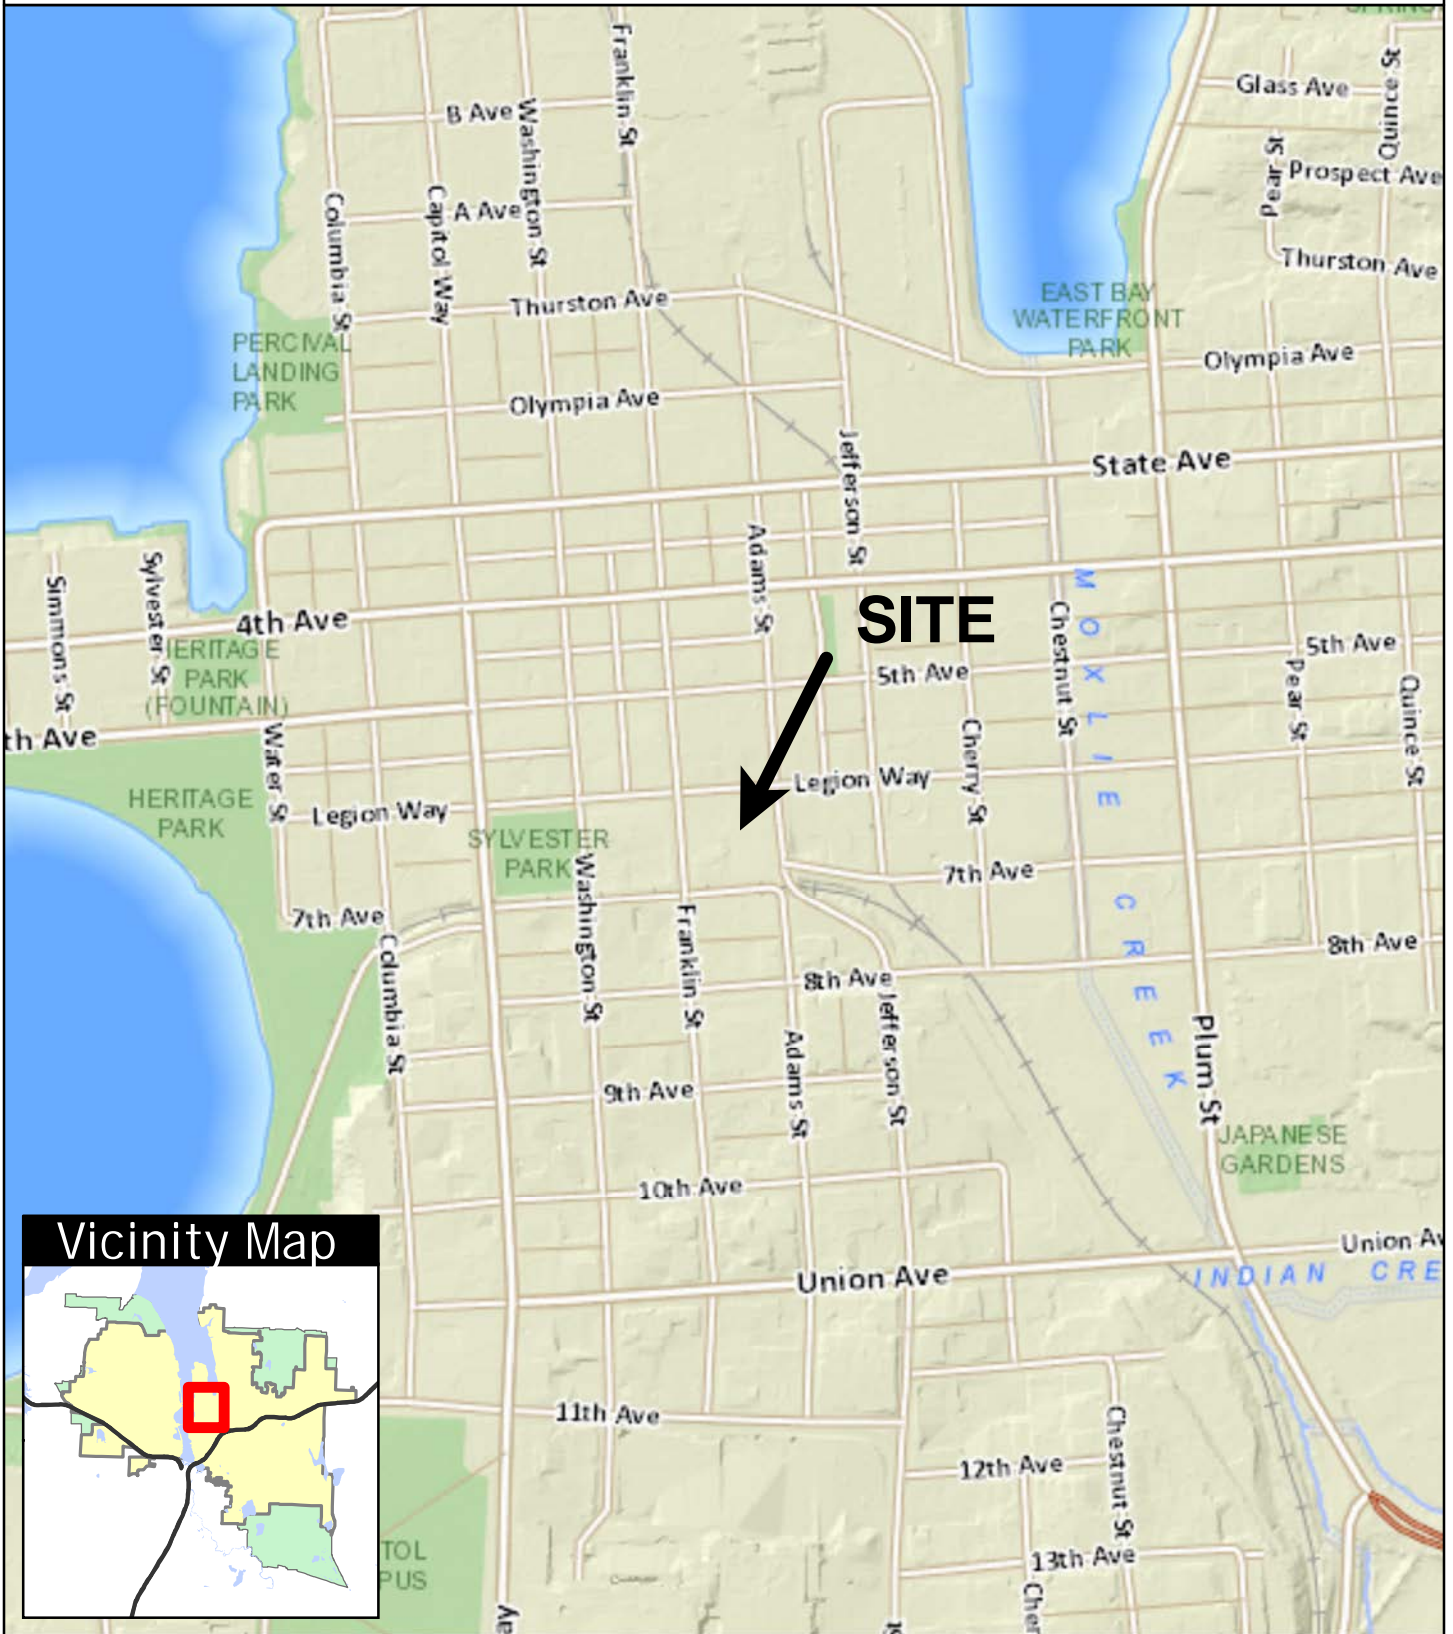 SPRING
Franklin St
Quince St
Glass Ave
B Ave
Washington St
Pear St
Prospect Ave
Columbia St
Capitol Way
A Ave
Thurston Ave
Thurston Ave
EAST BAY
WATERFRONT
PARK
PERCIVAL
LANDING
PARK
Olympia Ave
Olympia Ave
Jefferson St
State Ave
Adams St
Simmons St
Sylvester St
4th Ave
SITE
MOXLIE CREEK
Chestnut St
HERITAGE
PARK
(FOUNTAIN)
5th Ave
5th Ave
Pear St
Quince St
th Ave
Water St
Cherry St
Legion Way
HERITAGE
PARK
Legion Way
SYLVESTER
PARK
Washington St
7th Ave
7th Ave
Franklin St
Columbia St
8th Ave
8th Ave
Jefferson St
Plum St
Adams St
9th Ave
JAPANESE
GARDENS
10th Ave
Vicinity Map
Union Av
Union Ave
INDIAN CRE
11th Ave
Chestnut St
12th Ave
TOL
PUS
13th Ave
Cher
ay
St